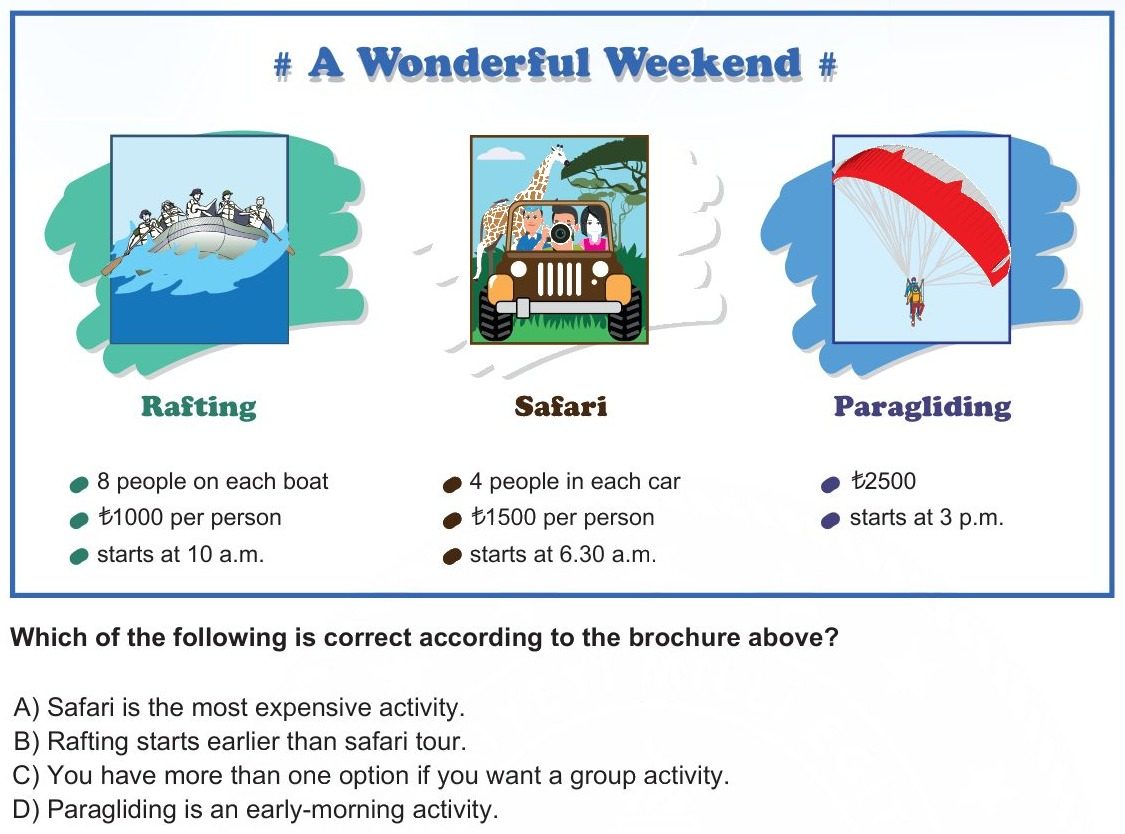 # A Wonderful Weekend #
Rafting
8 people on each boat
₺1000 per person
starts at 10 a.m.
Safari
4 people in each car
₺1500 per person
starts at 6.30 a.m.
Paragliding
₺2500
starts at 3 p.m.
Which of the following is correct according to the brochure above?
A) Safari is the most expensive activity.
B) Rafting starts earlier than safari tour.
C) You have more than one option if you want a group activity.
D) Paragliding is an early-morning activity.